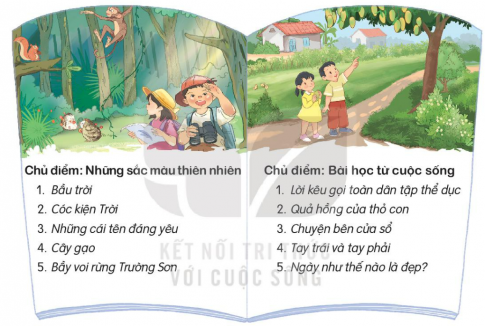 Chủ điểm: Những sắc màu thiên nhiên
1. Bầu trời
2. Cóc kiện Trời
3. Những cái tên đáng yêu
4. Cây gạo
5. Bầy voi rừng Trường Sơn
Chủ điểm: Bài học từ cuộc sống
1. Lời kêu gọi toàn dân tập thể dục
2. Quả hồng của thỏ con
3. Chuyện bên cửa sổ
4. Tay trái và tay phải
5. Ngày như thế nào là đẹp?
KẾT NỐI TRI THỨC
VỚI CUỘC SỐNG